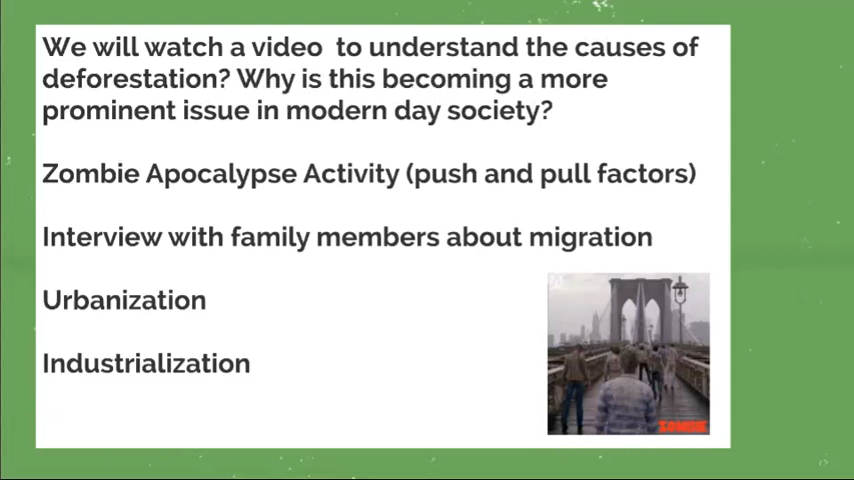 We will watch a video  to understand the causes of
deforestation? Why is this becoming a more
prominent issue in modern day society?
Zombie Apocalypse Activity (push and pull factors)
Interview with family members about migration
Urbanization
Industrialization
ZOMBIE